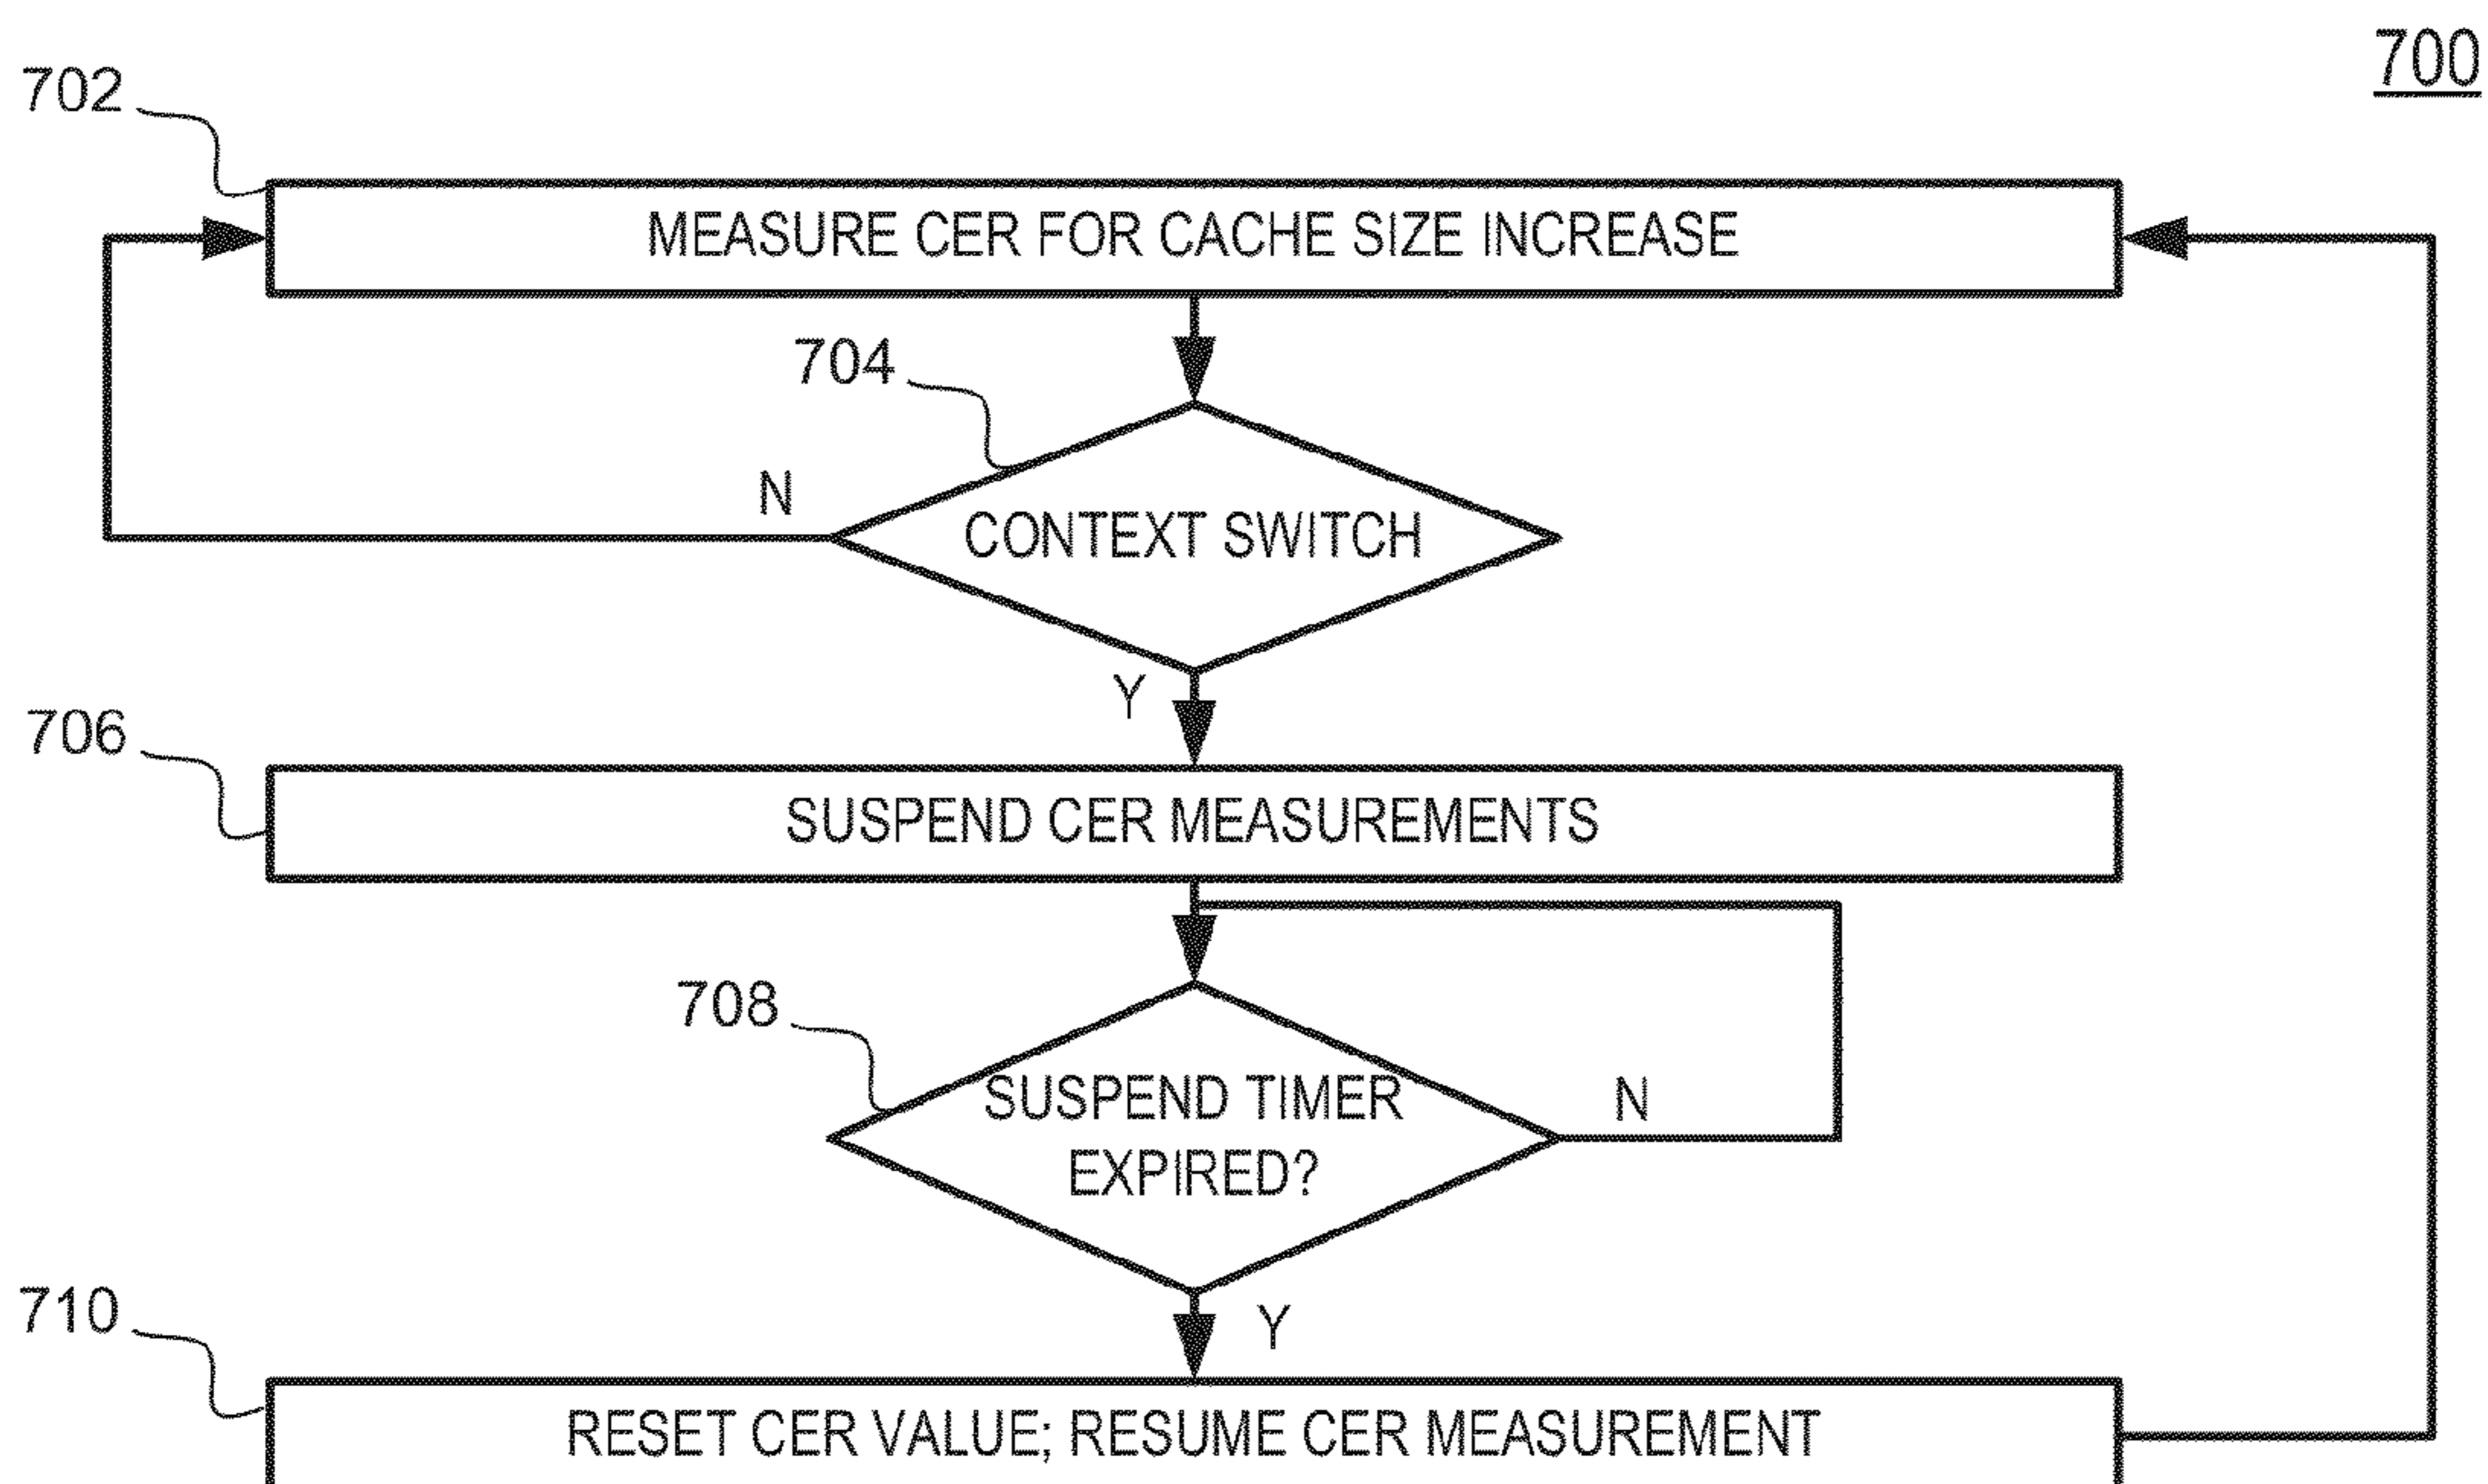 700
702
MEASURE CER FOR CACHE SIZE INCREASE
704
N
CONTEXT SWITCH
Y
706
SUSPEND CER MEASUREMENTS
708
SUSPEND TIMER
EXPIRED?
N
Y
710
RESET CER VALUE; RESUME CER MEASUREMENT